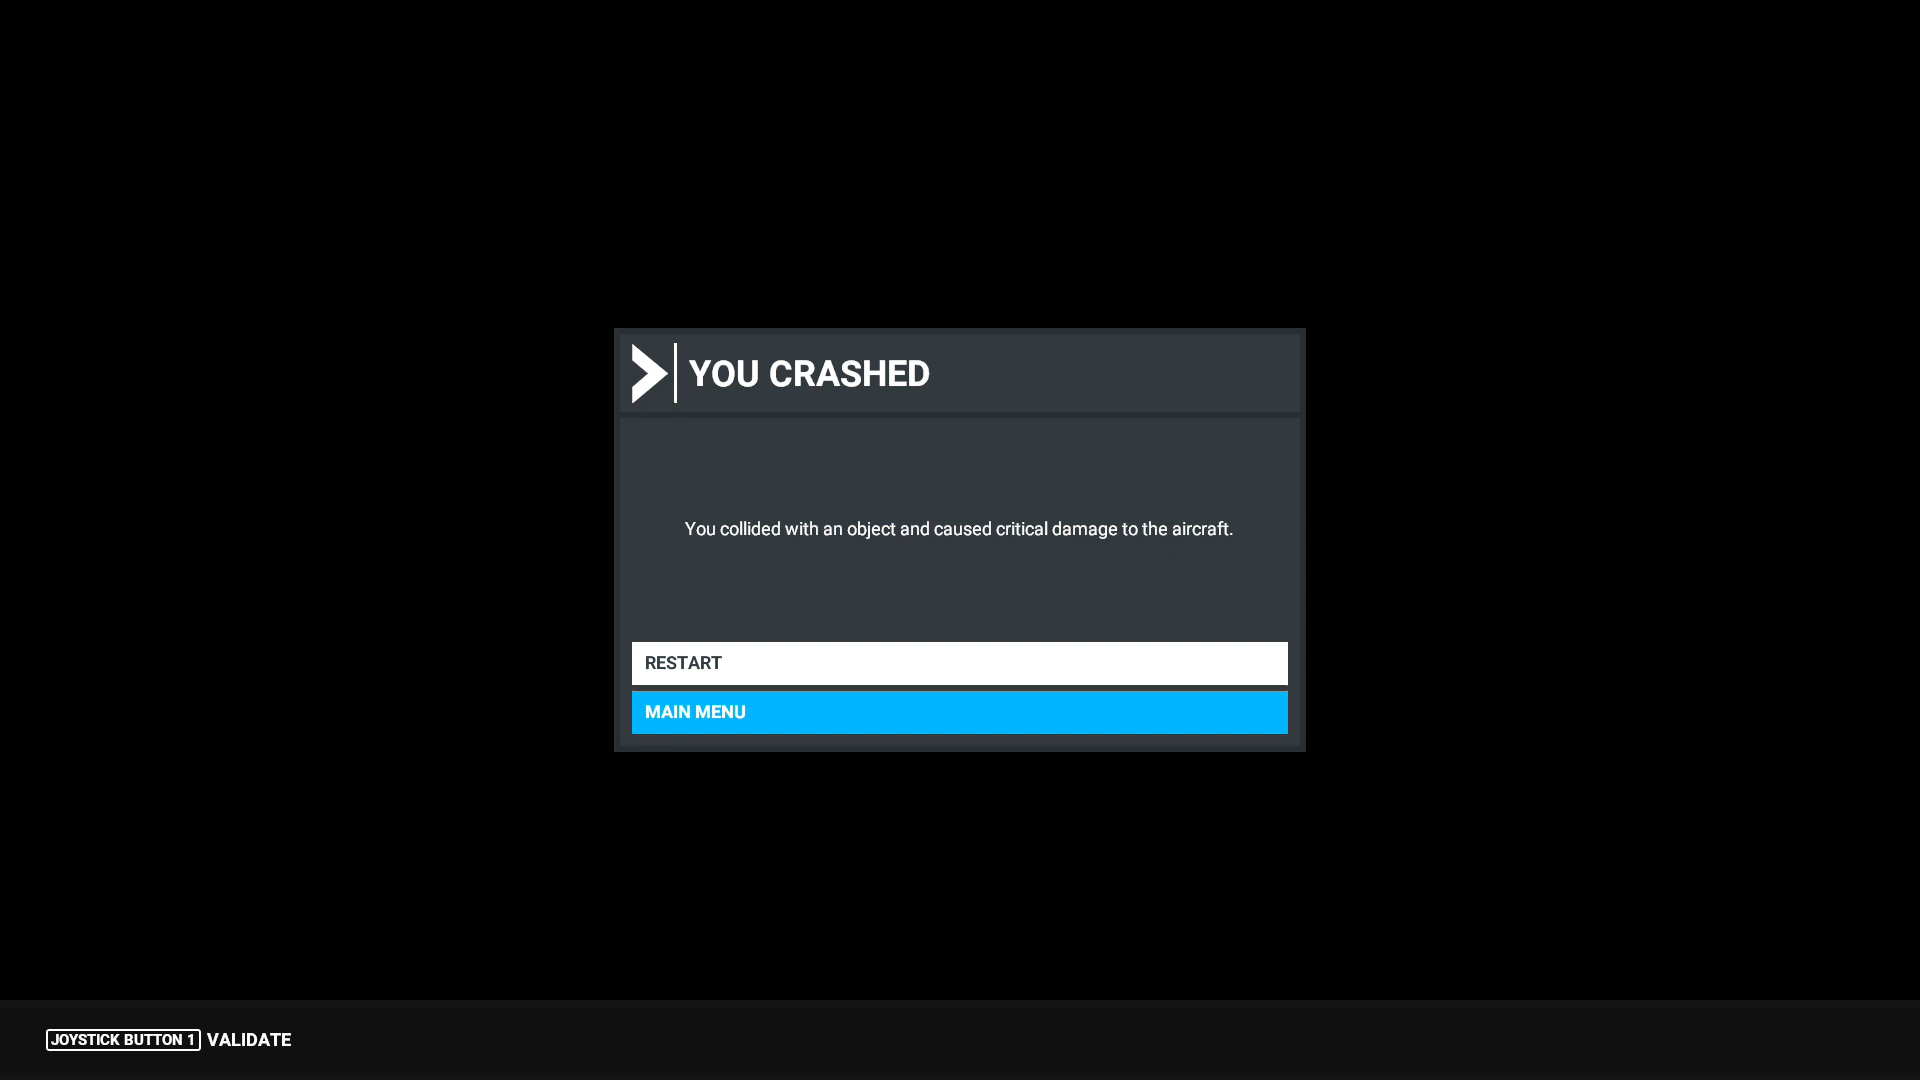 YOU CRASHED
You collided with an object and caused critical damage to the aircraft.
RESTART
MAIN MENU
JOYSTICK BUTTON 1 VALIDATE